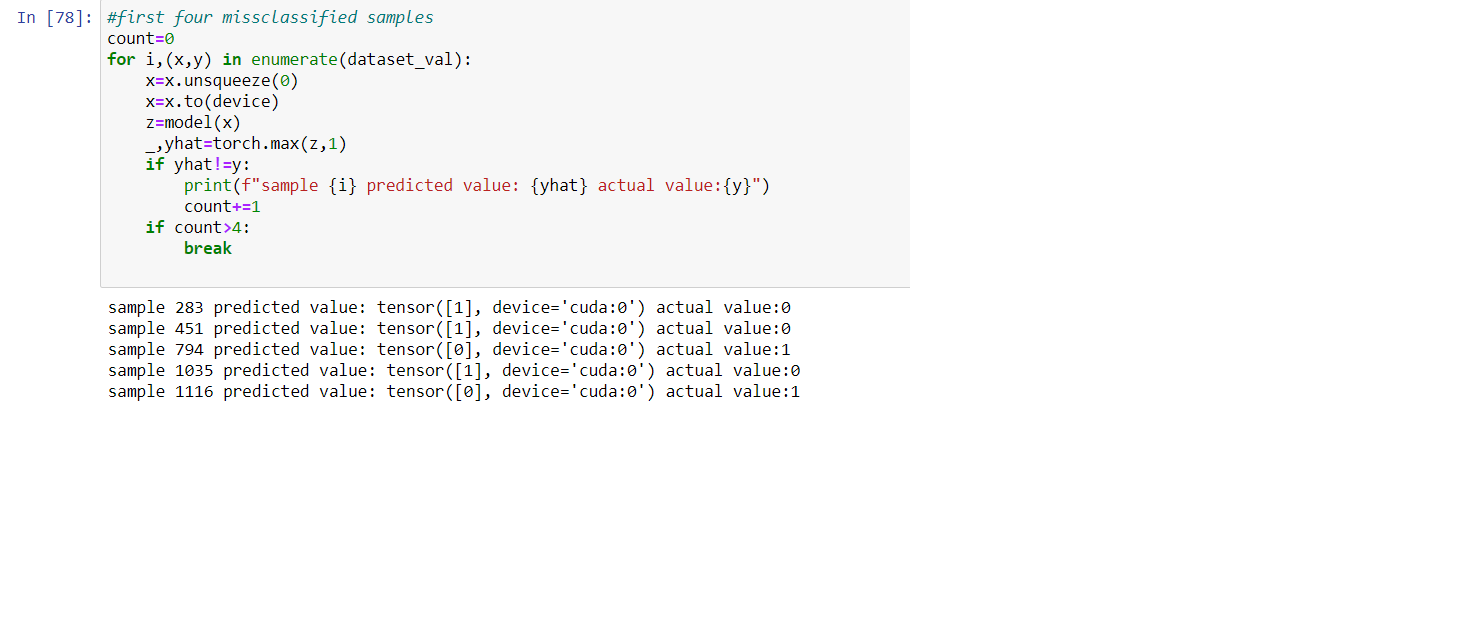 In [78]: #first four missclassified samples
count=0
for i,(x,y) in enumerate(dataset_val):
    x=x.unsqueeze(0)
    x=x.to(device)
    z=model(x)
    _,yhat=torch.max(z,1)
    if yhat!=y:
        print(f"sample {i} predicted value: {yhat} actual value:{y}")
        count+=1
    if count>4:
        break
sample 283 predicted value: tensor([1], device='cuda:0') actual value:0
sample 451 predicted value: tensor([1], device='cuda:0') actual value:0
sample 794 predicted value: tensor([0], device='cuda:0') actual value:1
sample 1035 predicted value: tensor([1], device='cuda:0') actual value:0
sample 1116 predicted value: tensor([0], device='cuda:0') actual value:1